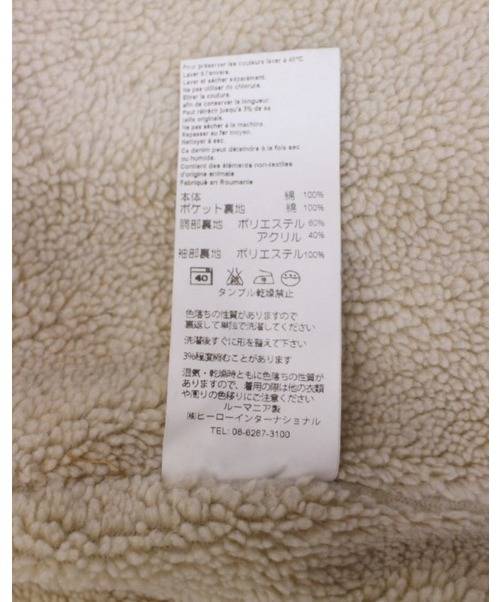 Pour préserver les couleurs laver à 40°C
Laver à l'envers.
Laver et sécher séparément.
Ne pas utiliser de chlorure.
Etirer la couture,
afin de conserver la longueur.
Peut rétrécir jusqu'à 3% de sa
taille originale.
Ne pas sécher à la machine.
Repasser au fer moyen.
Nettoyer à sec.
Ce denim peut déteindre à la fois sec
ou humide.
Contient des éléments non-textiles
d'origine animale
Fabriqué en Roumanie
本体 綿 100%
ポケット裏地 綿 100%
胴部裏地 ポリエステル 60%
アクリル 40%
袖部裏地 ポリエステル100%
40
タンブル乾燥禁止
色落ちの性質がありますので
裏返して単独で洗濯してください
洗濯後すぐに形を整えて下さい
3%程度縮むことがあります
湿気・乾燥時ともに色落ちの性質が
ありますので、着用の際は他の衣類
や周りの色移りにご注意ください
ルーマニア製
㈱ヒーローインターナショナル
TEL: 06-6267-3100